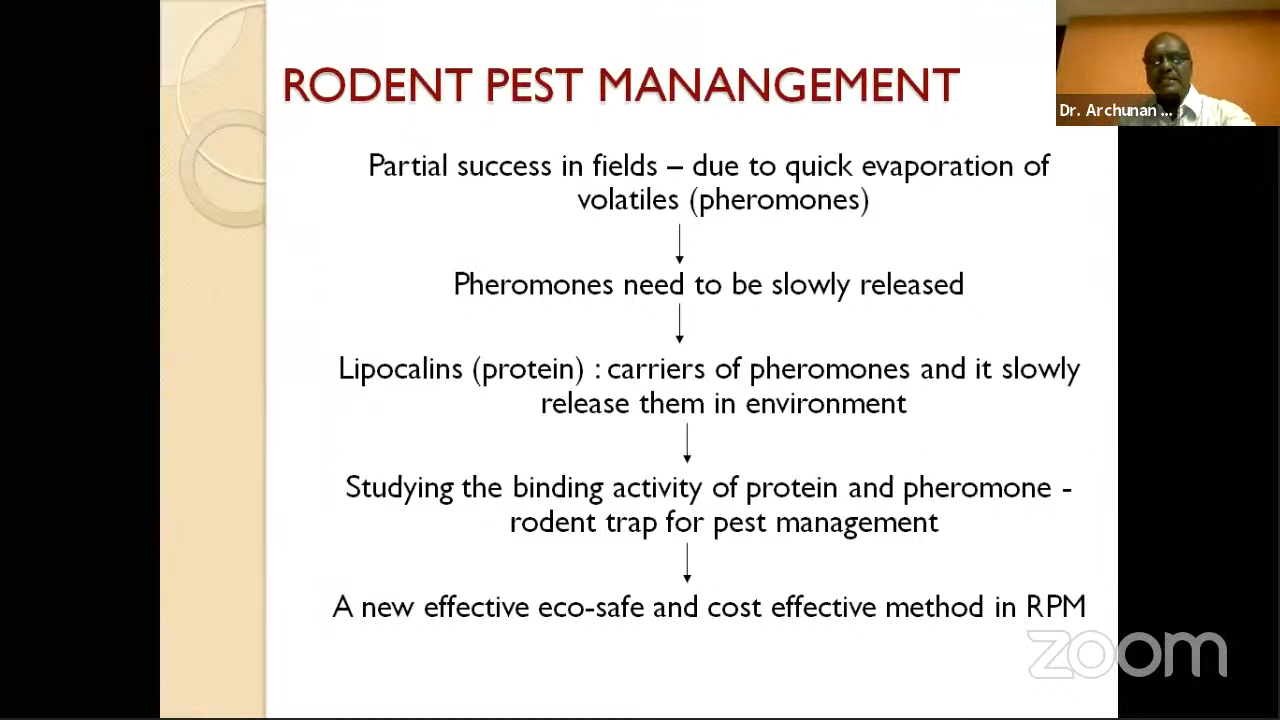 RODENT PEST MANANGEMENT
Dr. Archunan ...
Partial success in fields – due to quick evaporation of
volatiles (pheromones)
Pheromones need to be slowly released
Lipocalins (protein) : carriers of pheromones and it slowly
release them in environment
Studying the binding activity of protein and pheromone -
rodent trap for pest management
A new effective eco-safe and cost effective method in RPM
zoom